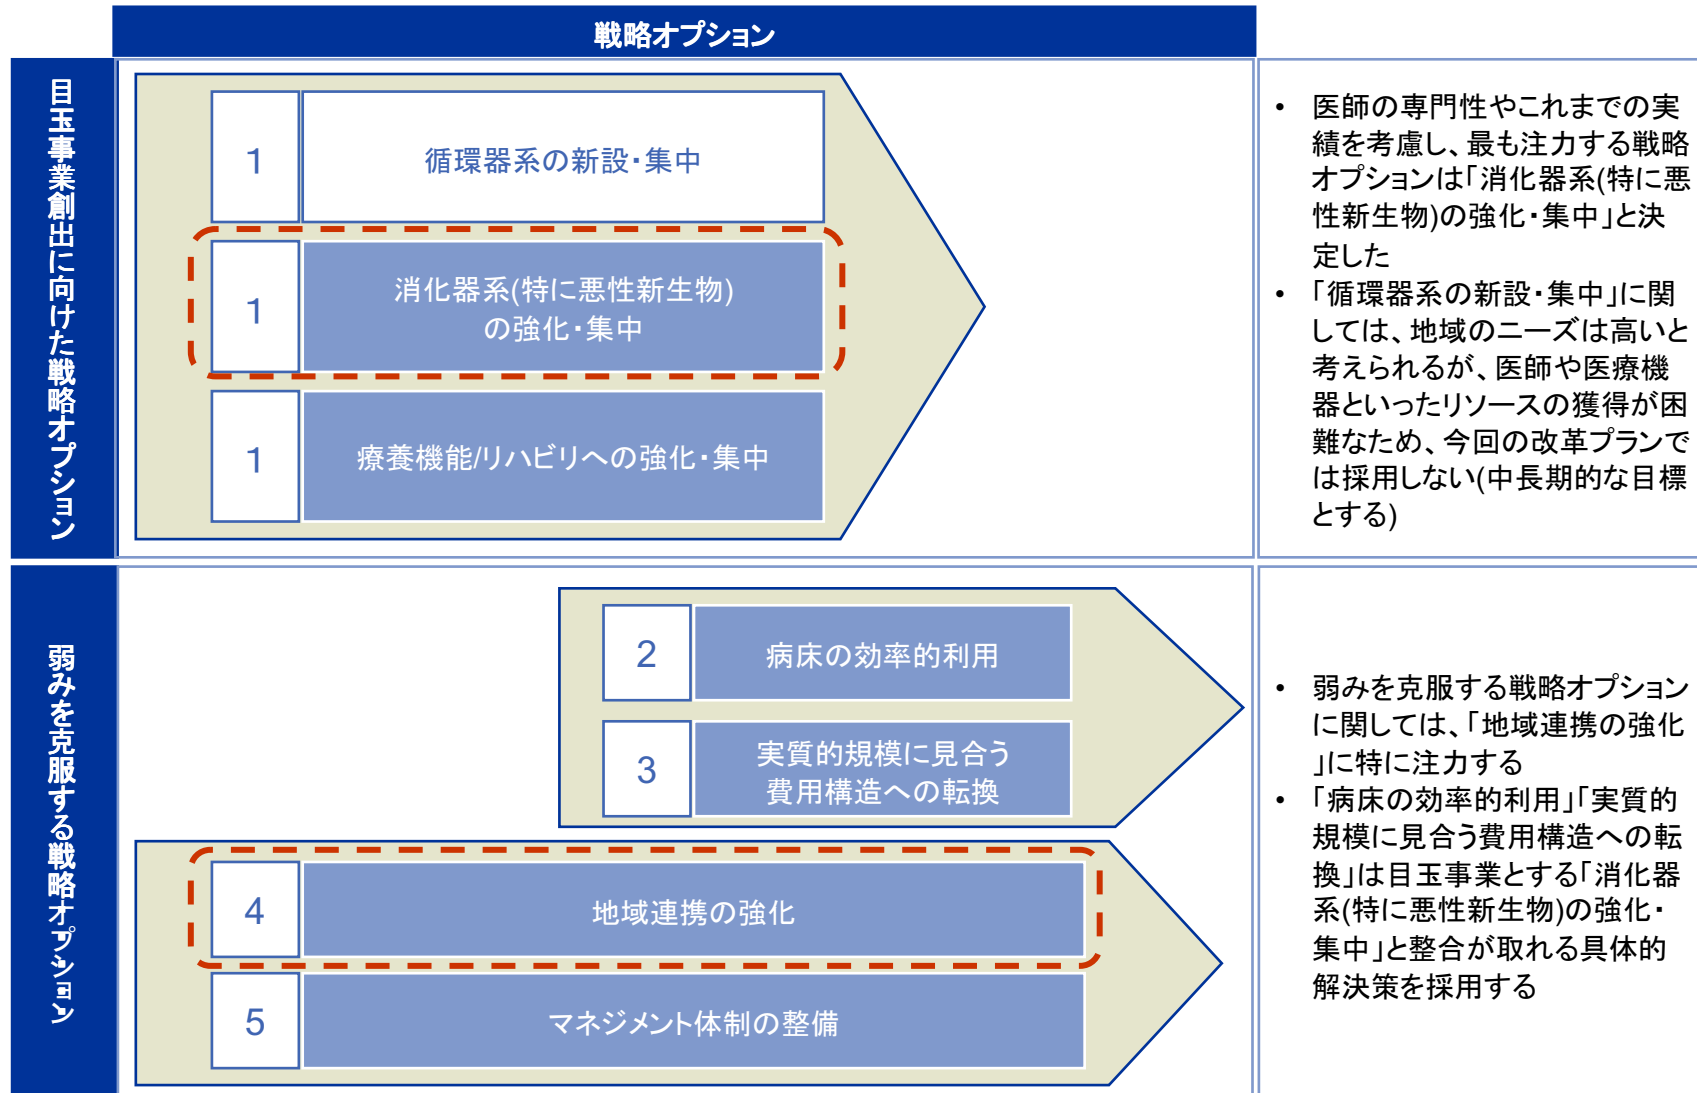 戦略オプション
目玉事業創出に向けた戦略オプション
1
循環器系の新設・集中
1
消化器系(特に悪性新生物)
の強化・集中
1
療養機能/リハビリへの強化・集中
• 医師の専門性やこれまでの実
績を考慮し、最も注力する戦略
オプションは「消化器系(特に悪
性新生物)の強化・集中」と決
定した
• 「循環器系の新設・集中」に関
しては、地域のニーズは高いと
考えられるが、医師や医療機
器といったリソースの獲得が困
難なため、今回の改革プランで
は採用しない(中長期的な目標
とする)
弱みを克服する戦略オプション
2
病床の効率的利用
3
実質的規模に見合う
費用構造への転換
4
地域連携の強化
5
マネジメント体制の整備
• 弱みを克服する戦略オプション
に関しては、「地域連携の強化
」に特に注力する
• 「病床の効率的利用」「実質的
規模に見合う費用構造への転
換」は目玉事業とする「消化器
系(特に悪性新生物)の強化・
集中」と整合が取れる具体的
解決策を採用する